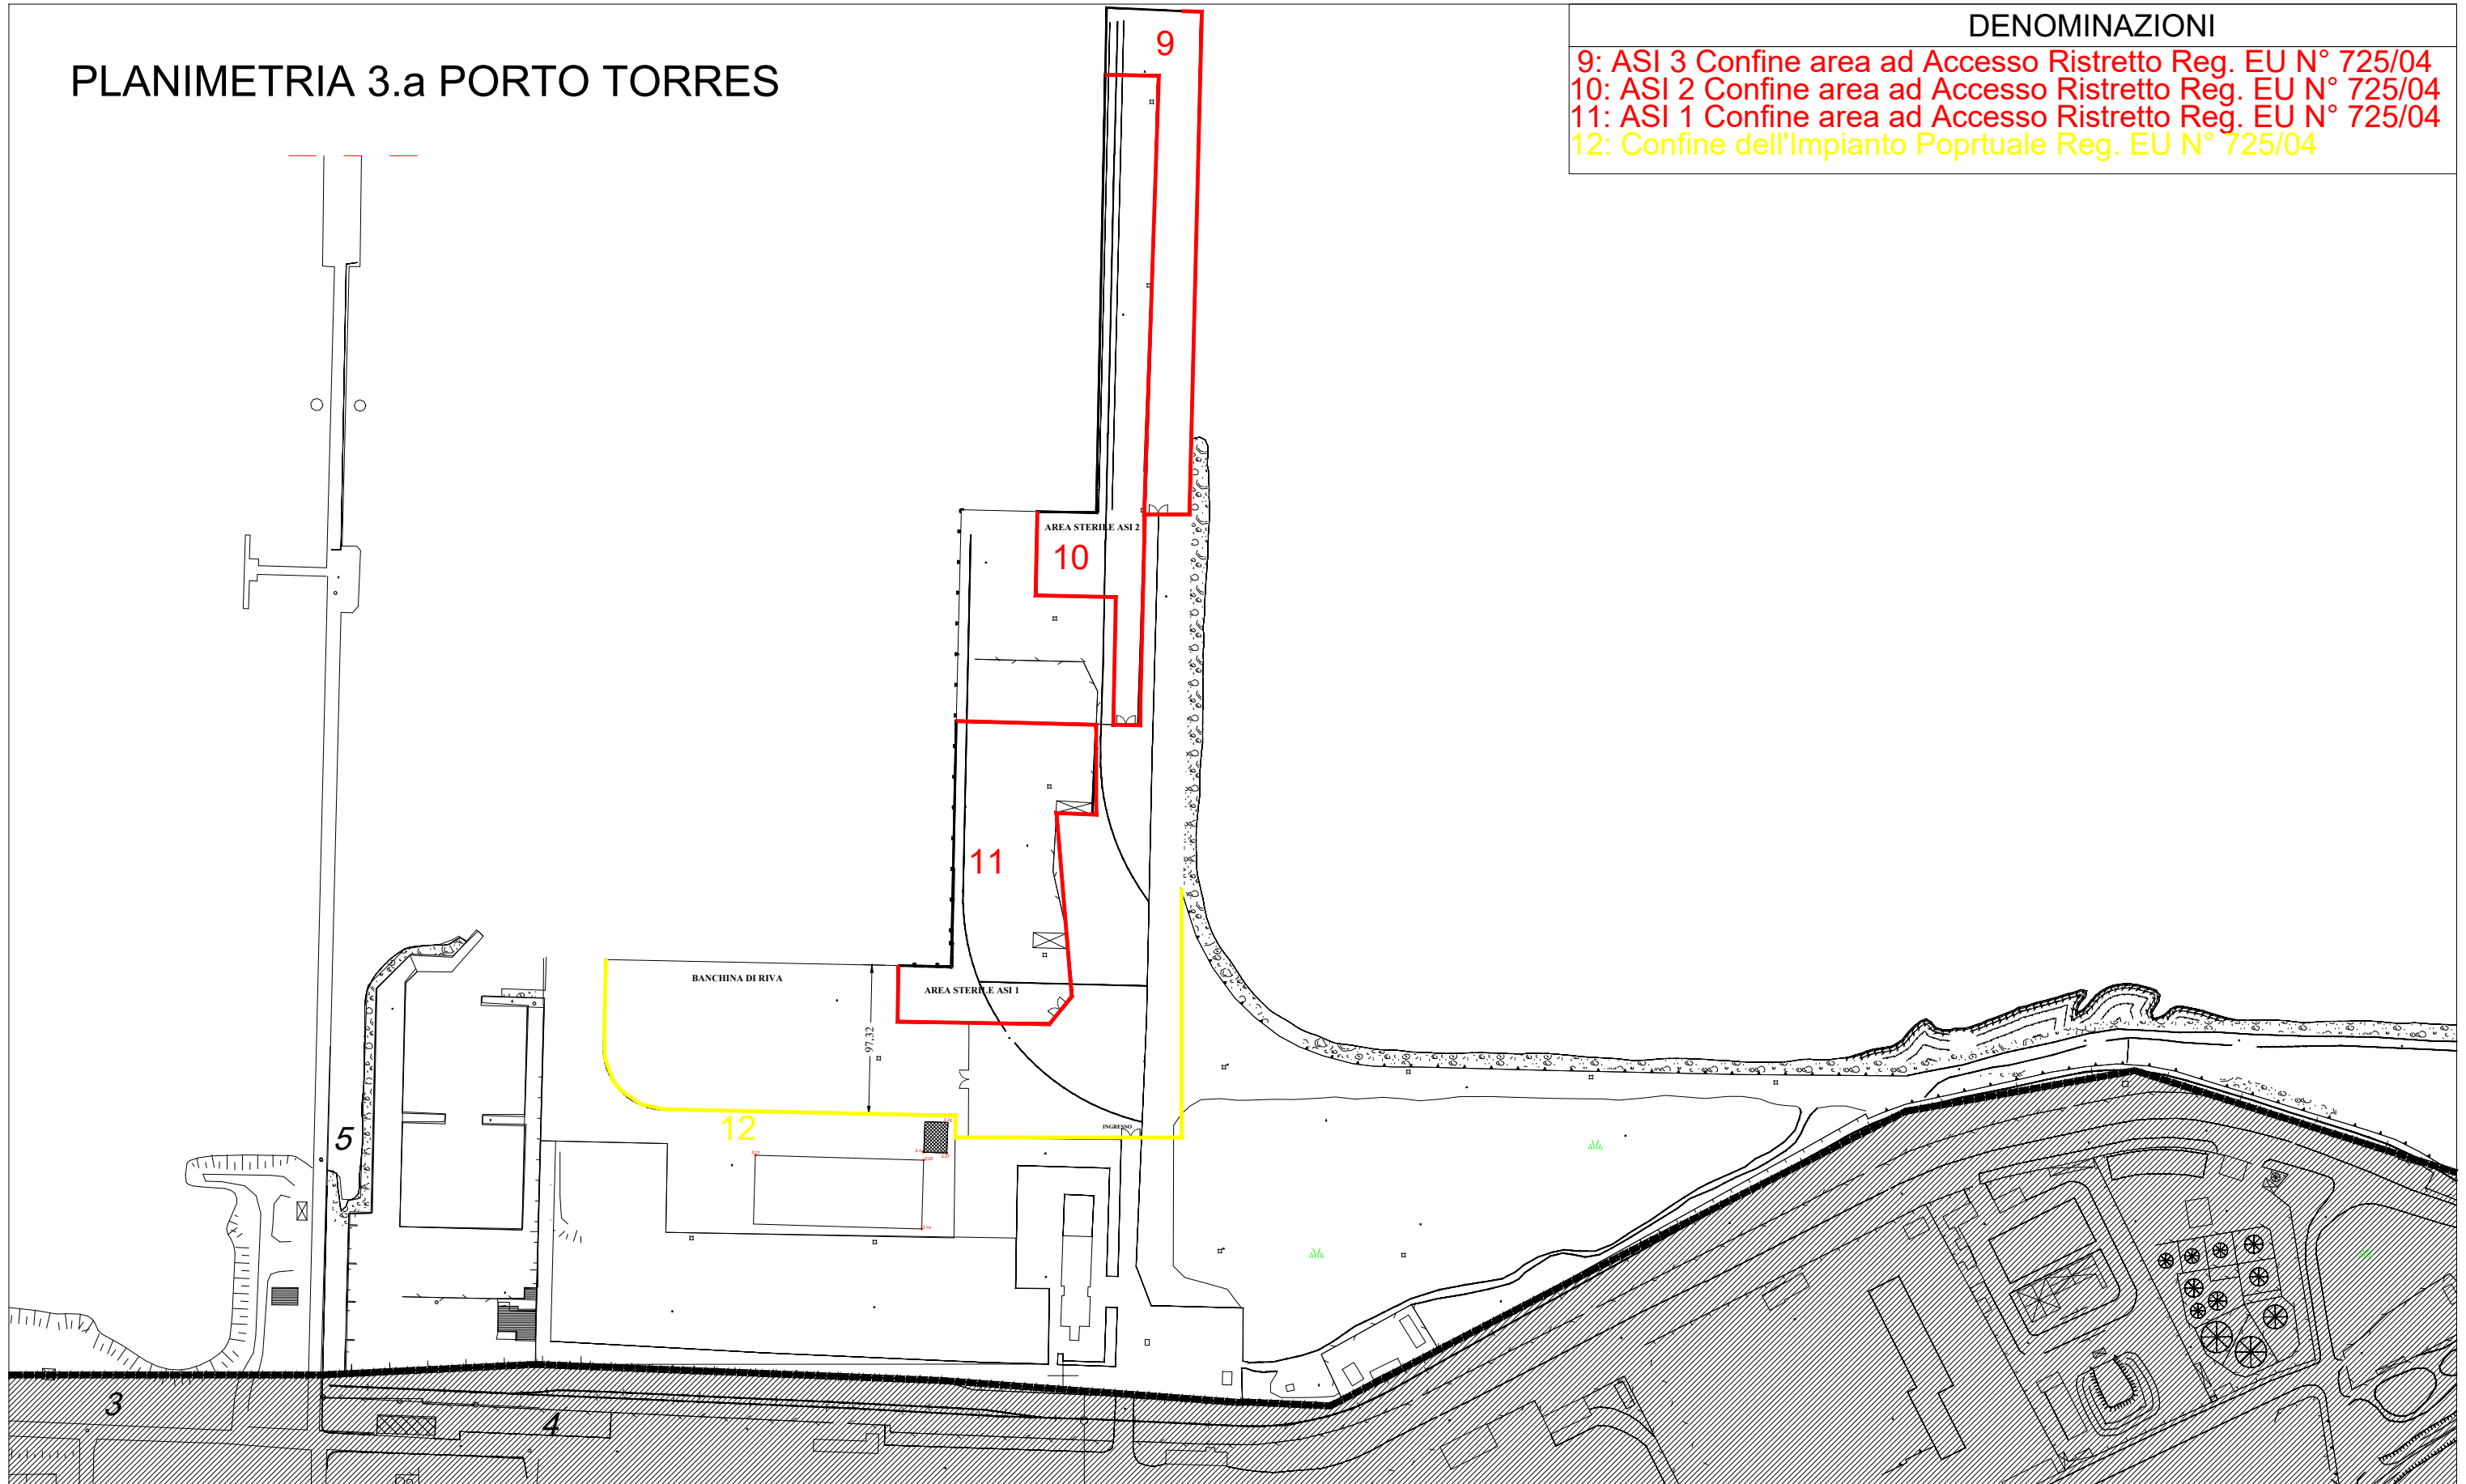 PLANIMETRIA 3.a PORTO TORRES
DENOMINAZIONI
9: ASI 3 Confine area ad Accesso Ristretto Reg. EU N° 725/04
10: ASI 2 Confine area ad Accesso Ristretto Reg. EU N° 725/04
11: ASI 1 Confine area ad Accesso Ristretto Reg. EU N° 725/04
12: Confine dell'Impianto Poprtuale Reg. EU N° 725/04
9
AREA STERILE ASI 2
10
11
BANCHINA DI RIVA
AREA STERILE ASI 1
97,32
12
INGRESSO
5
3
4